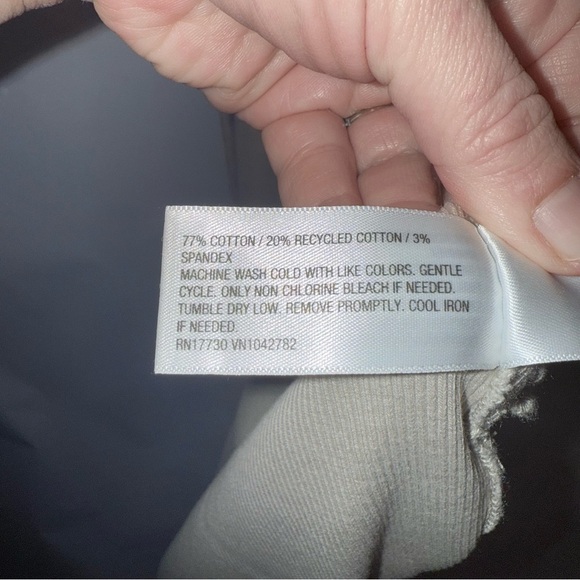 77% COTTON / 20% RECYCLED COTTON / 3%
SPANDEX
MACHINE WASH COLD WITH LIKE COLORS. GENTLE
CYCLE. ONLY NON CHLORINE BLEACH IF NEEDED.
TUMBLE DRY LOW. REMOVE PROMPTLY. COOL IRON
IF NEEDED.
RN17730 VN1042782